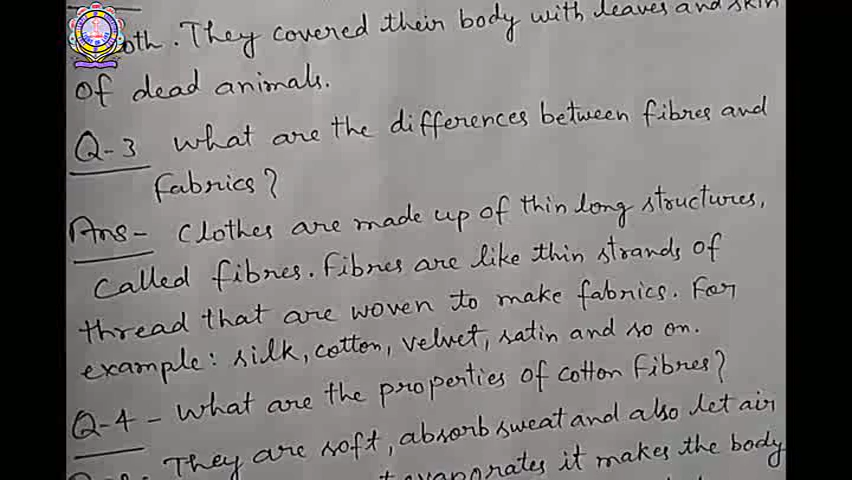 They covered their body with leaves and skin
of dead animals.
Q-3 What are the differences between fibres and
fabrics?
Ans- Clothes are made up of thin long structures,
called fibres. Fibres are like thin strands of
thread that are woven to make fabrics. For
example: silk, cotton, velvet, satin and so on.
Q-4 - What are the properties of cotton fibres?
They are soft, absorb sweat and also let air
evaporates it makes the body